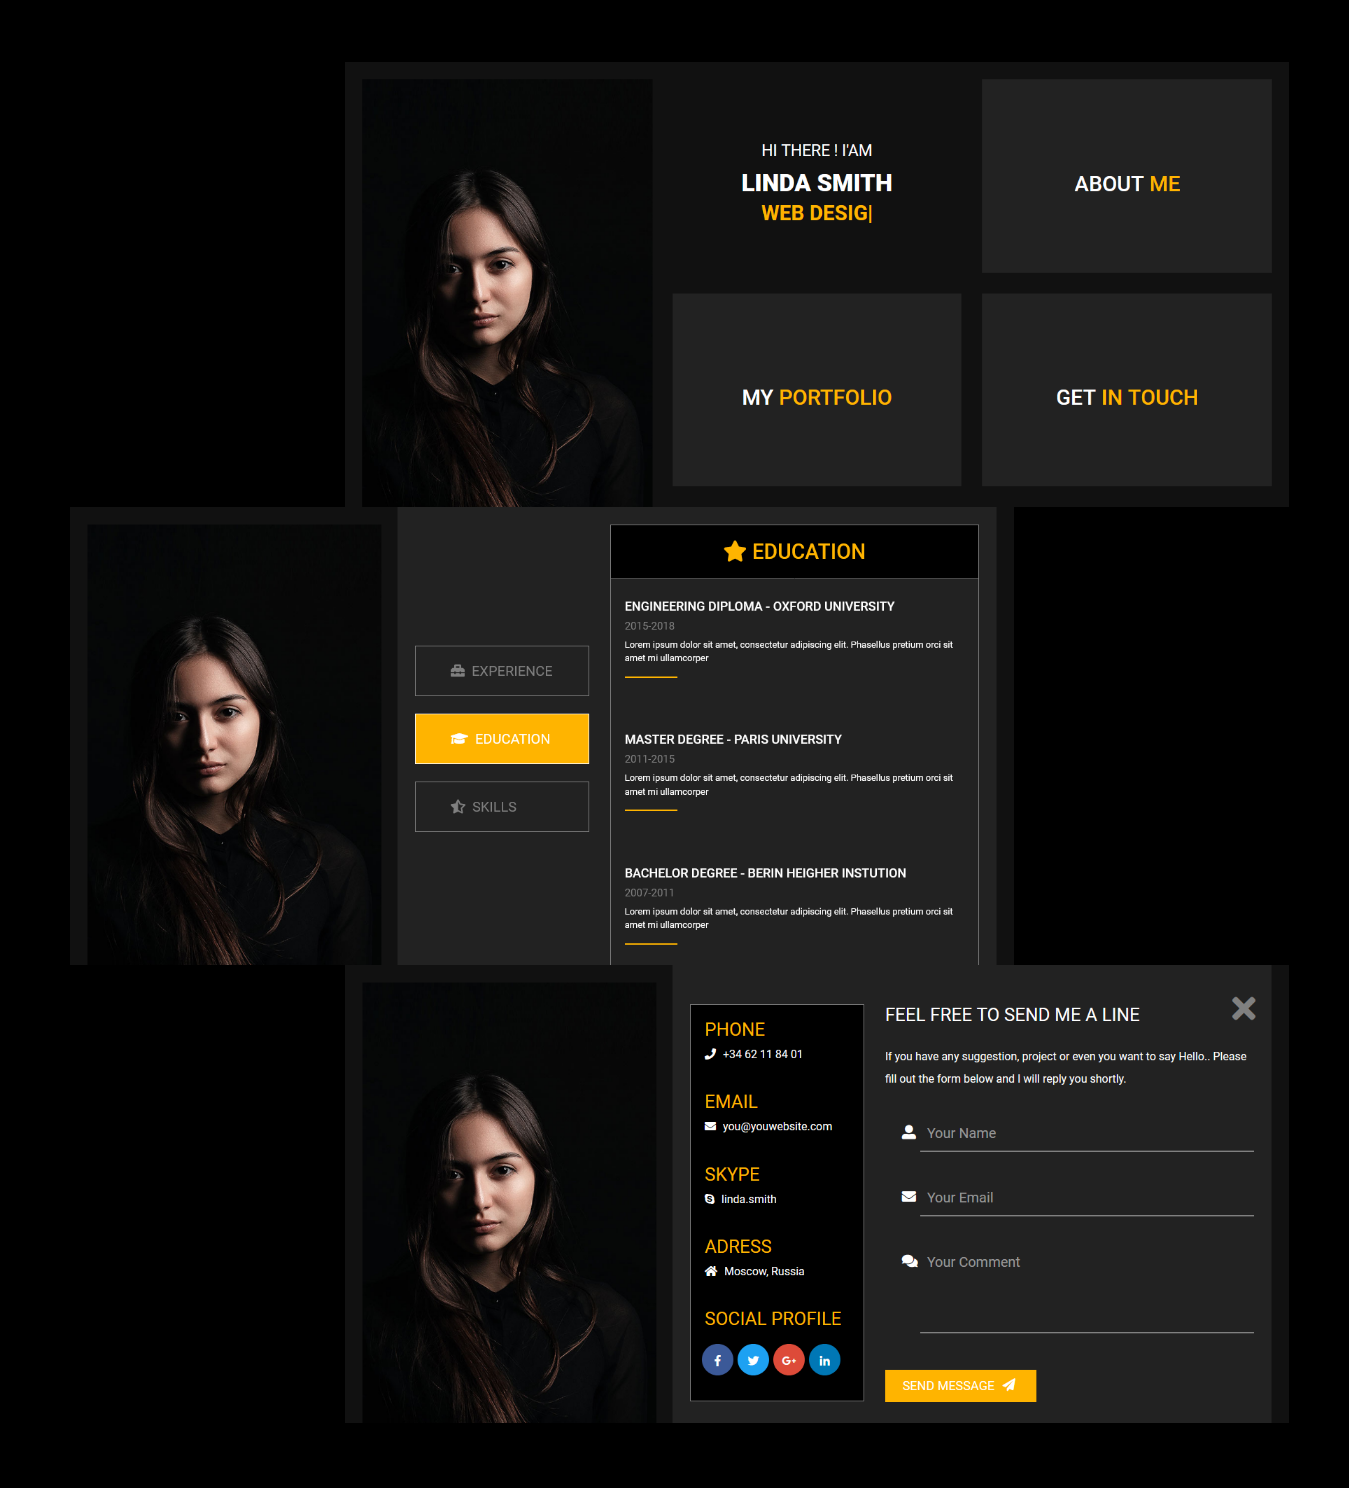 HI THERE ! I'AM
LINDA SMITH
WEB DESIG|
ABOUT ME
MY PORTFOLIO
GET IN TOUCH
EXPERIENCE
EDUCATION
SKILLS
EDUCATION
ENGINEERING DIPLOMA - OXFORD UNIVERSITY
2015-2018
Lorem ipsum dolor sit amet, consectetur adipiscing elit. Phasellus pretium orci sit
amet mi ullamcorper
MASTER DEGREE - PARIS UNIVERSITY
2011-2015
Lorem ipsum dolor sit amet, consectetur adipiscing elit. Phasellus pretium orci sit
amet mi ullamcorper
BACHELOR DEGREE - BERIN HEIGHER INSTUTION
2007-2011
Lorem ipsum dolor sit amet, consectetur adipiscing elit. Phasellus pretium orci sit
amet mi ullamcorper
PHONE
+34 62 11 84 01
EMAIL
you@youwebsite.com
SKYPE
linda.smith
ADRESS
Moscow, Russia
SOCIAL PROFILE
FEEL FREE TO SEND ME A LINE
If you have any suggestion, project or even you want to say Hello.. Please
fill out the form below and I will reply you shortly.
Your Name
Your Email
Your Comment
SEND MESSAGE